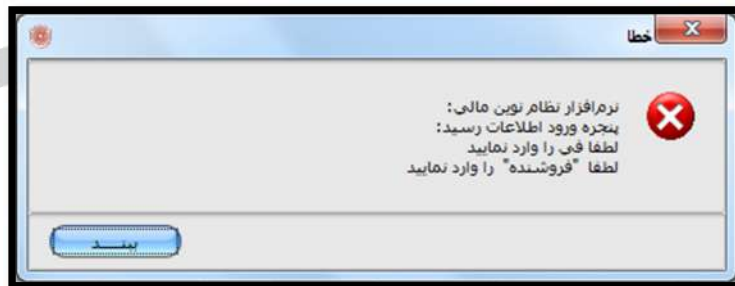 خطا
نرم‌افزار نظام نوین مالی:
پنجره ورود اطلاعات رسید:
لطفا فی را وارد نمایید
لطفا "فروشنده" را وارد نمایید
ببنـــد